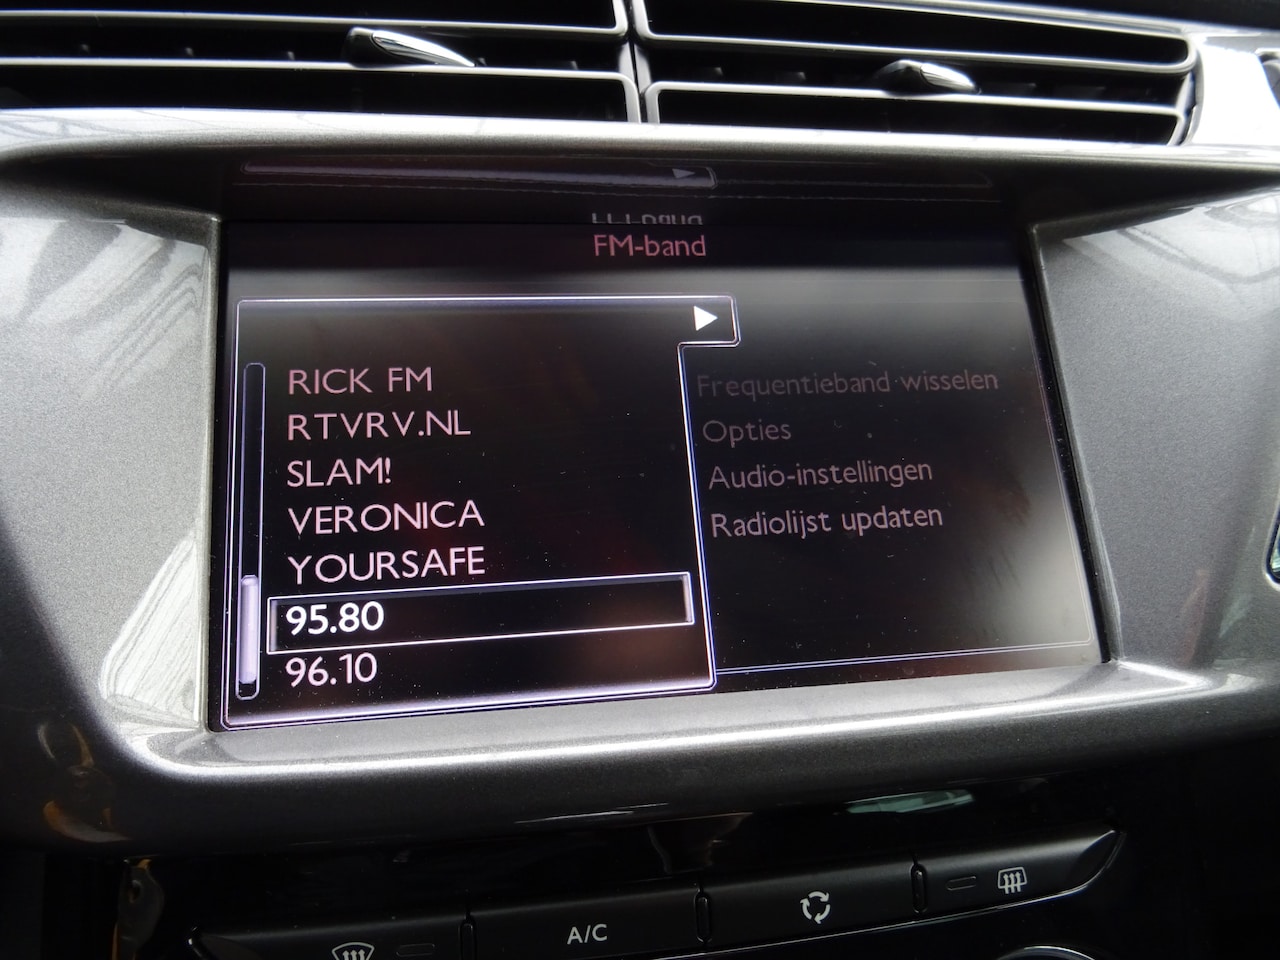 FM-band
RICK FM
RTVRV.NL
SLAM!
VERONICA
YOURSAFE
95.80
96.10
Frequentieband wisselen
Opties
Audio-instellingen
Radiolijst updaten
A/C